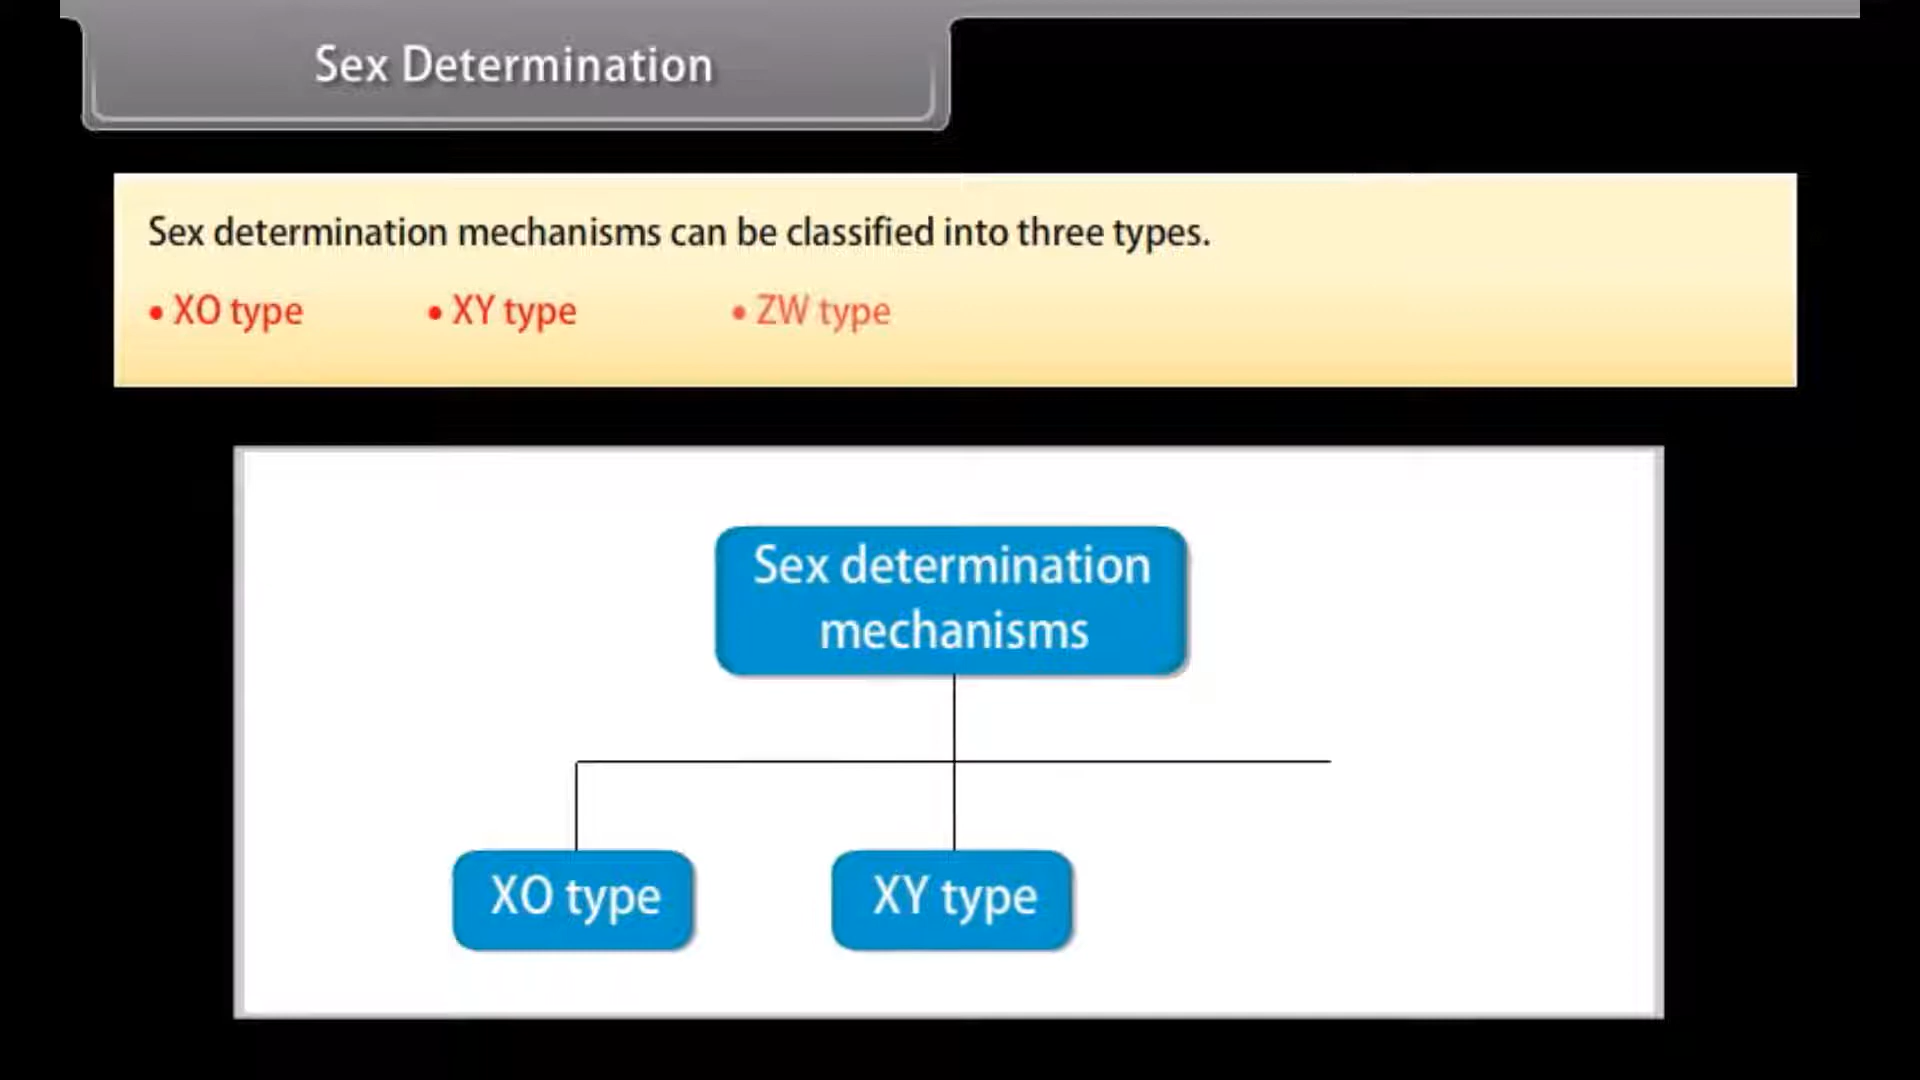 Sex Determination
Sex determination mechanisms can be classified into three types.
• XO type • XY type • ZW type
Sex determination
mechanisms
XO type XY type